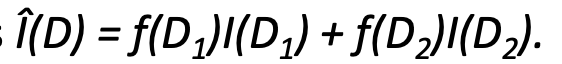 Î(D) = f(D₁)I(D₁) + f(D₂)I(D₂).